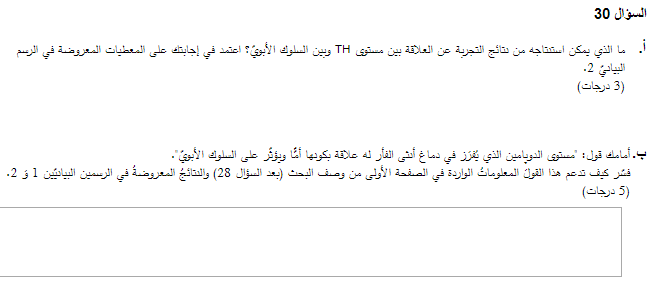 السؤال 30
أ. ما الذي يمكن استنتاجه من نتائج التجربة عن العلاقة بين مستوى TH وبين السلوك الأبويّ؟ اعتمد في إجابتك على المعطيات المعروضة في الرسم
البيانيّ 2.
(3 درجات)
ب. أمامك قول: "مستوى الدوپامين الذي يُفرَز في دماغ أنثى الفأر له علاقة بكونها أمًّا ويؤثّر على السلوك الأبويّ".
فسّر كيف تدعم هذا القولَ المعلوماتُ الواردة في الصفحة الأولى من وصف البحث (بعد السؤال 28) والنتائجُ المعروضةُ في الرسمين البيانيّين 1 وَ 2.
(5 درجات)